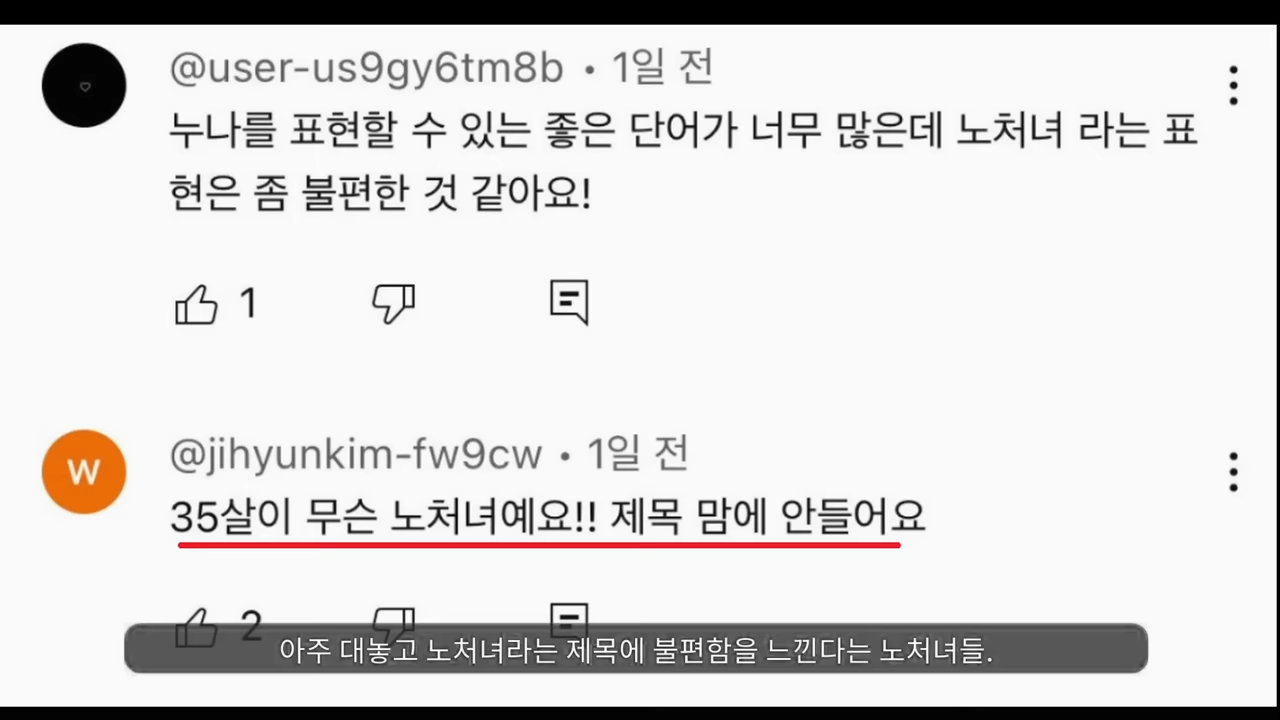 @user-us9gy6tm8b • 1일 전
누나를 표현할 수 있는 좋은 단어가 너무 많은데 노처녀 라는 표
현은 좀 불편한 것 같아요!
1
W
@jihyunkim-fw9cw • 1일 전
35살이 무슨 노처녀예요!! 제목 맘에 안들어요
2
아주 대놓고 노처녀라는 제목에 불편함을 느낀다는 노처녀들.